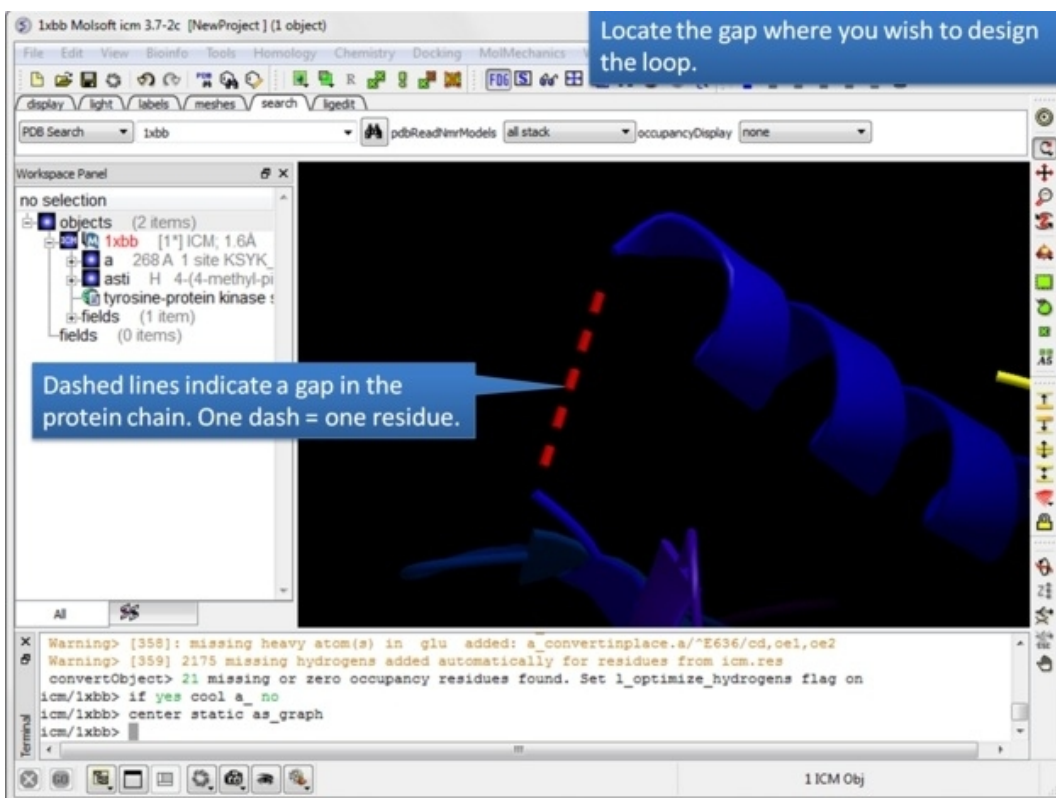 1xbb Molsoft icm 3.7-2c [NewProject ] (1 object)
Locate the gap where you wish to design
the loop.
File Edit View Bioinfo Tools Homology Chemistry Docking MolMechanics
PDB R FOG S
display light labels meshes search ligedit
PDB Search 1xbb pdbReadNmrModels all stack occupancyDisplay none
Workspace Panel
no selection
objects (2 items)
ICM 1xbb [1*] ICM; 1.6Å
a 268 A 1 site KSYK_
asti H 4-(4-methyl-pi
tyrosine-protein kinase s
fields (1 item)
fields (0 items)
Dashed lines indicate a gap in the
protein chain. One dash = one residue.
All
Warning> [358]: missing heavy atom(s) in glu added: a_convertinplace.a/^E636/cd,oe1,oe2
Warning> [359] 2175 missing hydrogens added automatically for residues from icm.res
convertObject> 21 missing or zero occupancy residues found. Set l_optimize_hydrogens flag on
icm/1xbb> if yes cool a_ no
icm/1xbb> center static as_graph
icm/1xbb>
Terminal
GO
1 ICM Obj